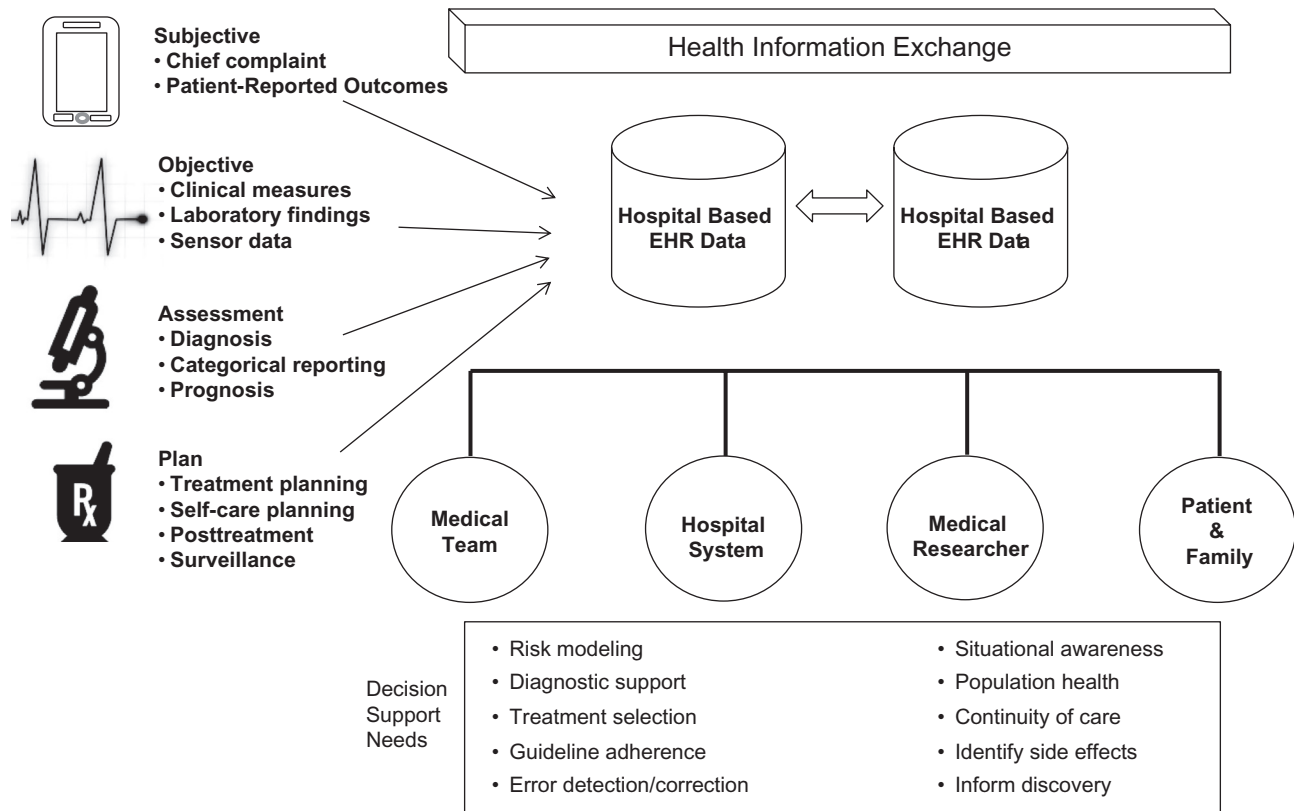 Subjective
• Chief complaint
• Patient-Reported Outcomes
Objective
• Clinical measures
• Laboratory findings
• Sensor data
Assessment
• Diagnosis
• Categorical reporting
• Prognosis
Rx
Plan
• Treatment planning
• Self-care planning
• Posttreatment
• Surveillance
Health Information Exchange
Hospital Based
EHR Data
Hospital Based
EHR Data
Medical
Team
Hospital
System
Medical
Researcher
Patient
&
Family
Decision
Support
Needs
• Risk modeling
• Diagnostic support
• Treatment selection
• Guideline adherence
• Error detection/correction
• Situational awareness
• Population health
• Continuity of care
• Identify side effects
• Inform discovery